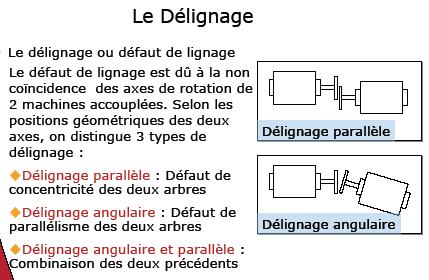 Le Délignage
Le délignage ou défaut de lignage
Le défaut de lignage est dû à la non
coïncidence des axes de rotation de
2 machines accouplées. Selon les
positions géométriques des deux
axes, on distingue 3 types de
délignage :
◆Délignage parallèle : Défaut de
concentricité des deux arbres
◆Délignage angulaire : Défaut de
parallélisme des deux arbres
◆Délignage angulaire et parallèle :
Combinaison des deux précédents
Délignage parallèle
Délignage angulaire